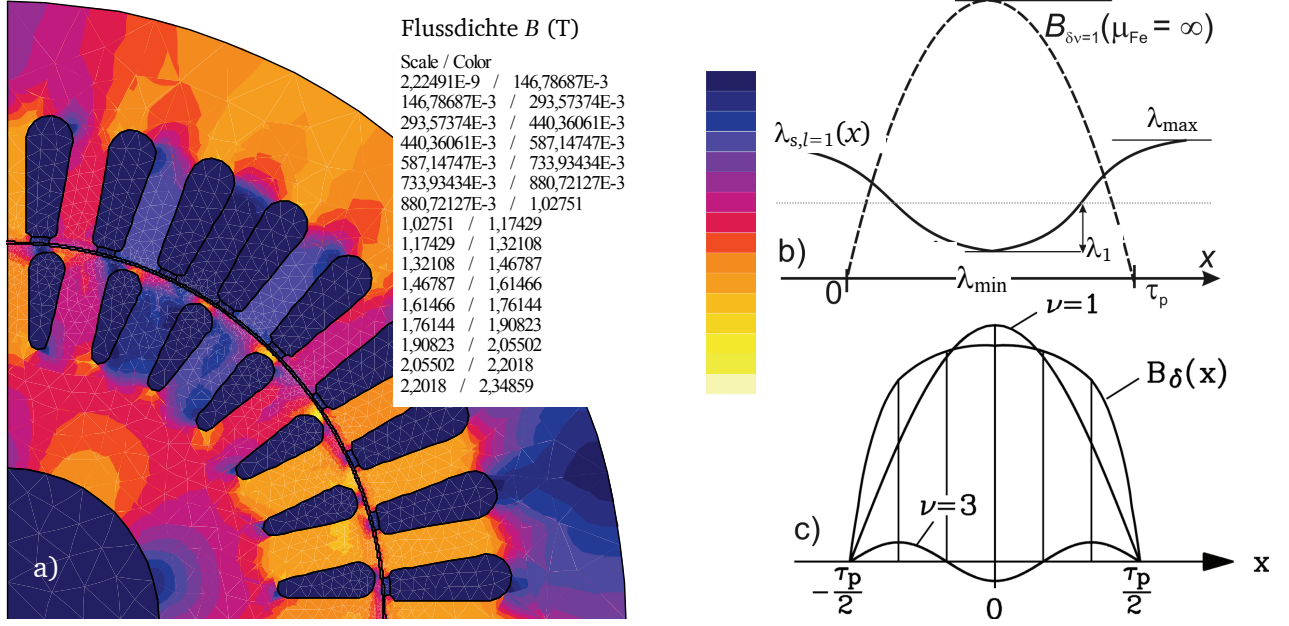 Flussdichte B (T)
Scale / Color
2,22491E-9 / 146,78687E-3
146,78687E-3 / 293,57374E-3
293,57374E-3 / 440,36061E-3
440,36061E-3 / 587,14747E-3
587,14747E-3 / 733,93434E-3
733,93434E-3 / 880,72127E-3
880,72127E-3 / 1,02751
1,02751 / 1,17429
1,17429 / 1,32108
1,32108 / 1,46787
1,46787 / 1,61466
1,61466 / 1,76144
1,76144 / 1,90823
1,90823 / 2,05502
2,05502 / 2,2018
2,2018 / 2,34859
a)
Bδν=1(μFe = ∞)
λs,l=1(x)
λmax
λ1
b)
λmin
x
0
τp
ν=1
Bδ(x)
ν=3
c)
x
-τp/2
0
τp/2